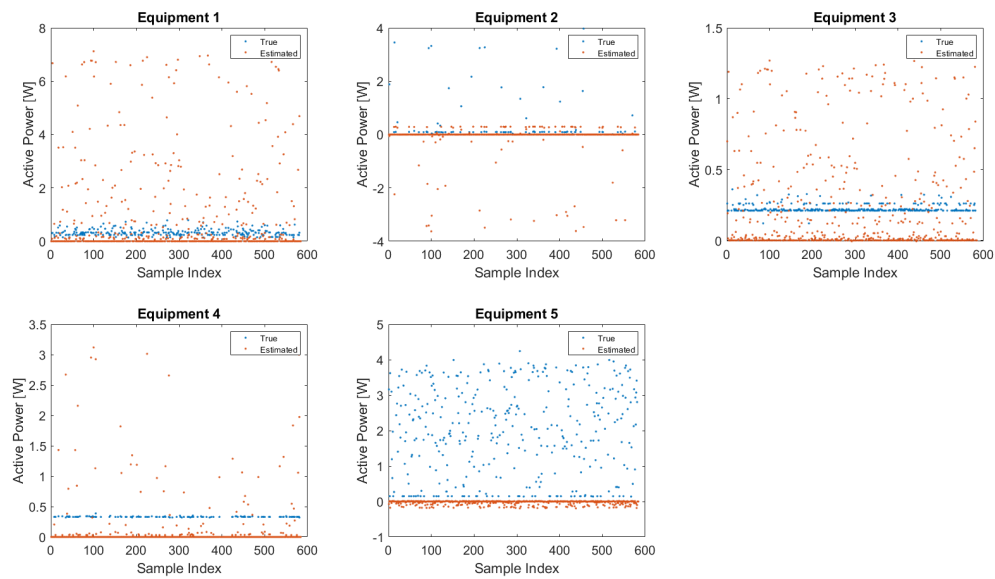 Equipment 1
Active Power [W]
8
6
4
2
0
True
Estimated
0 100 200 300 400 500 600
Sample Index
Equipment 2
Active Power [W]
4
2
0
-2
-4
True
Estimated
0 100 200 300 400 500 600
Sample Index
Equipment 3
Active Power [W]
1.5
1
0.5
0
True
Estimated
0 100 200 300 400 500 600
Sample Index
Equipment 4
Active Power [W]
3.5
3
2.5
2
1.5
1
0.5
0
True
Estimated
0 100 200 300 400 500 600
Sample Index
Equipment 5
Active Power [W]
5
4
3
2
1
0
-1
True
Estimated
0 100 200 300 400 500 600
Sample Index